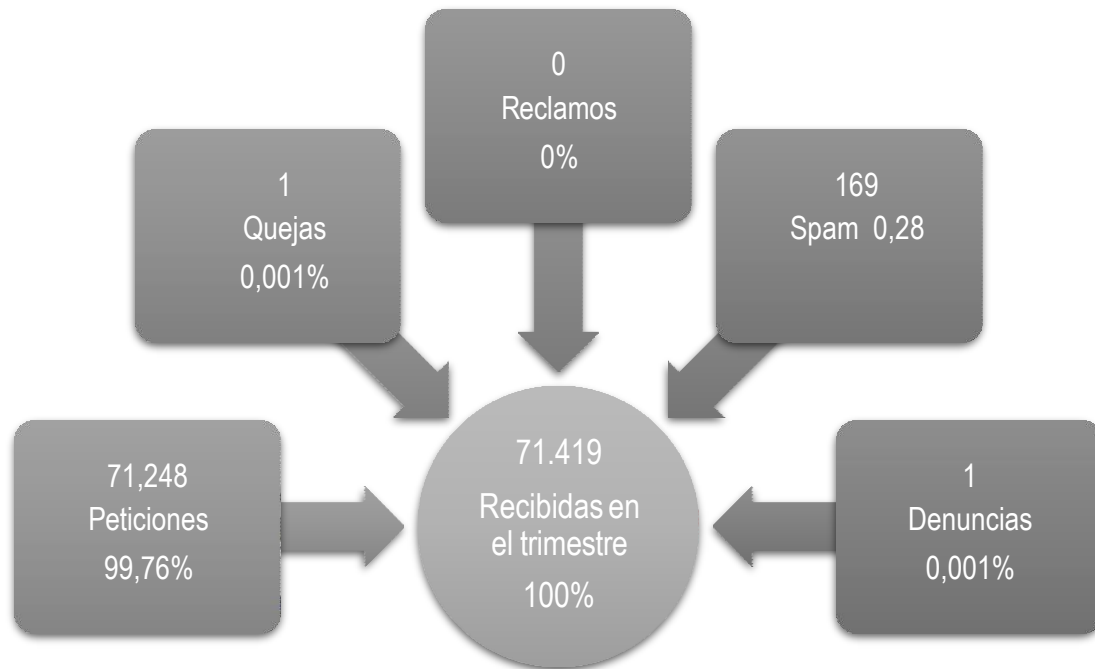 0
Reclamos
0%
1
Quejas
0,001%
169
Spam 0,28
71,248
Peticiones
99,76%
71.419
Recibidas en
el trimestre
100%
1
Denuncias
0,001%